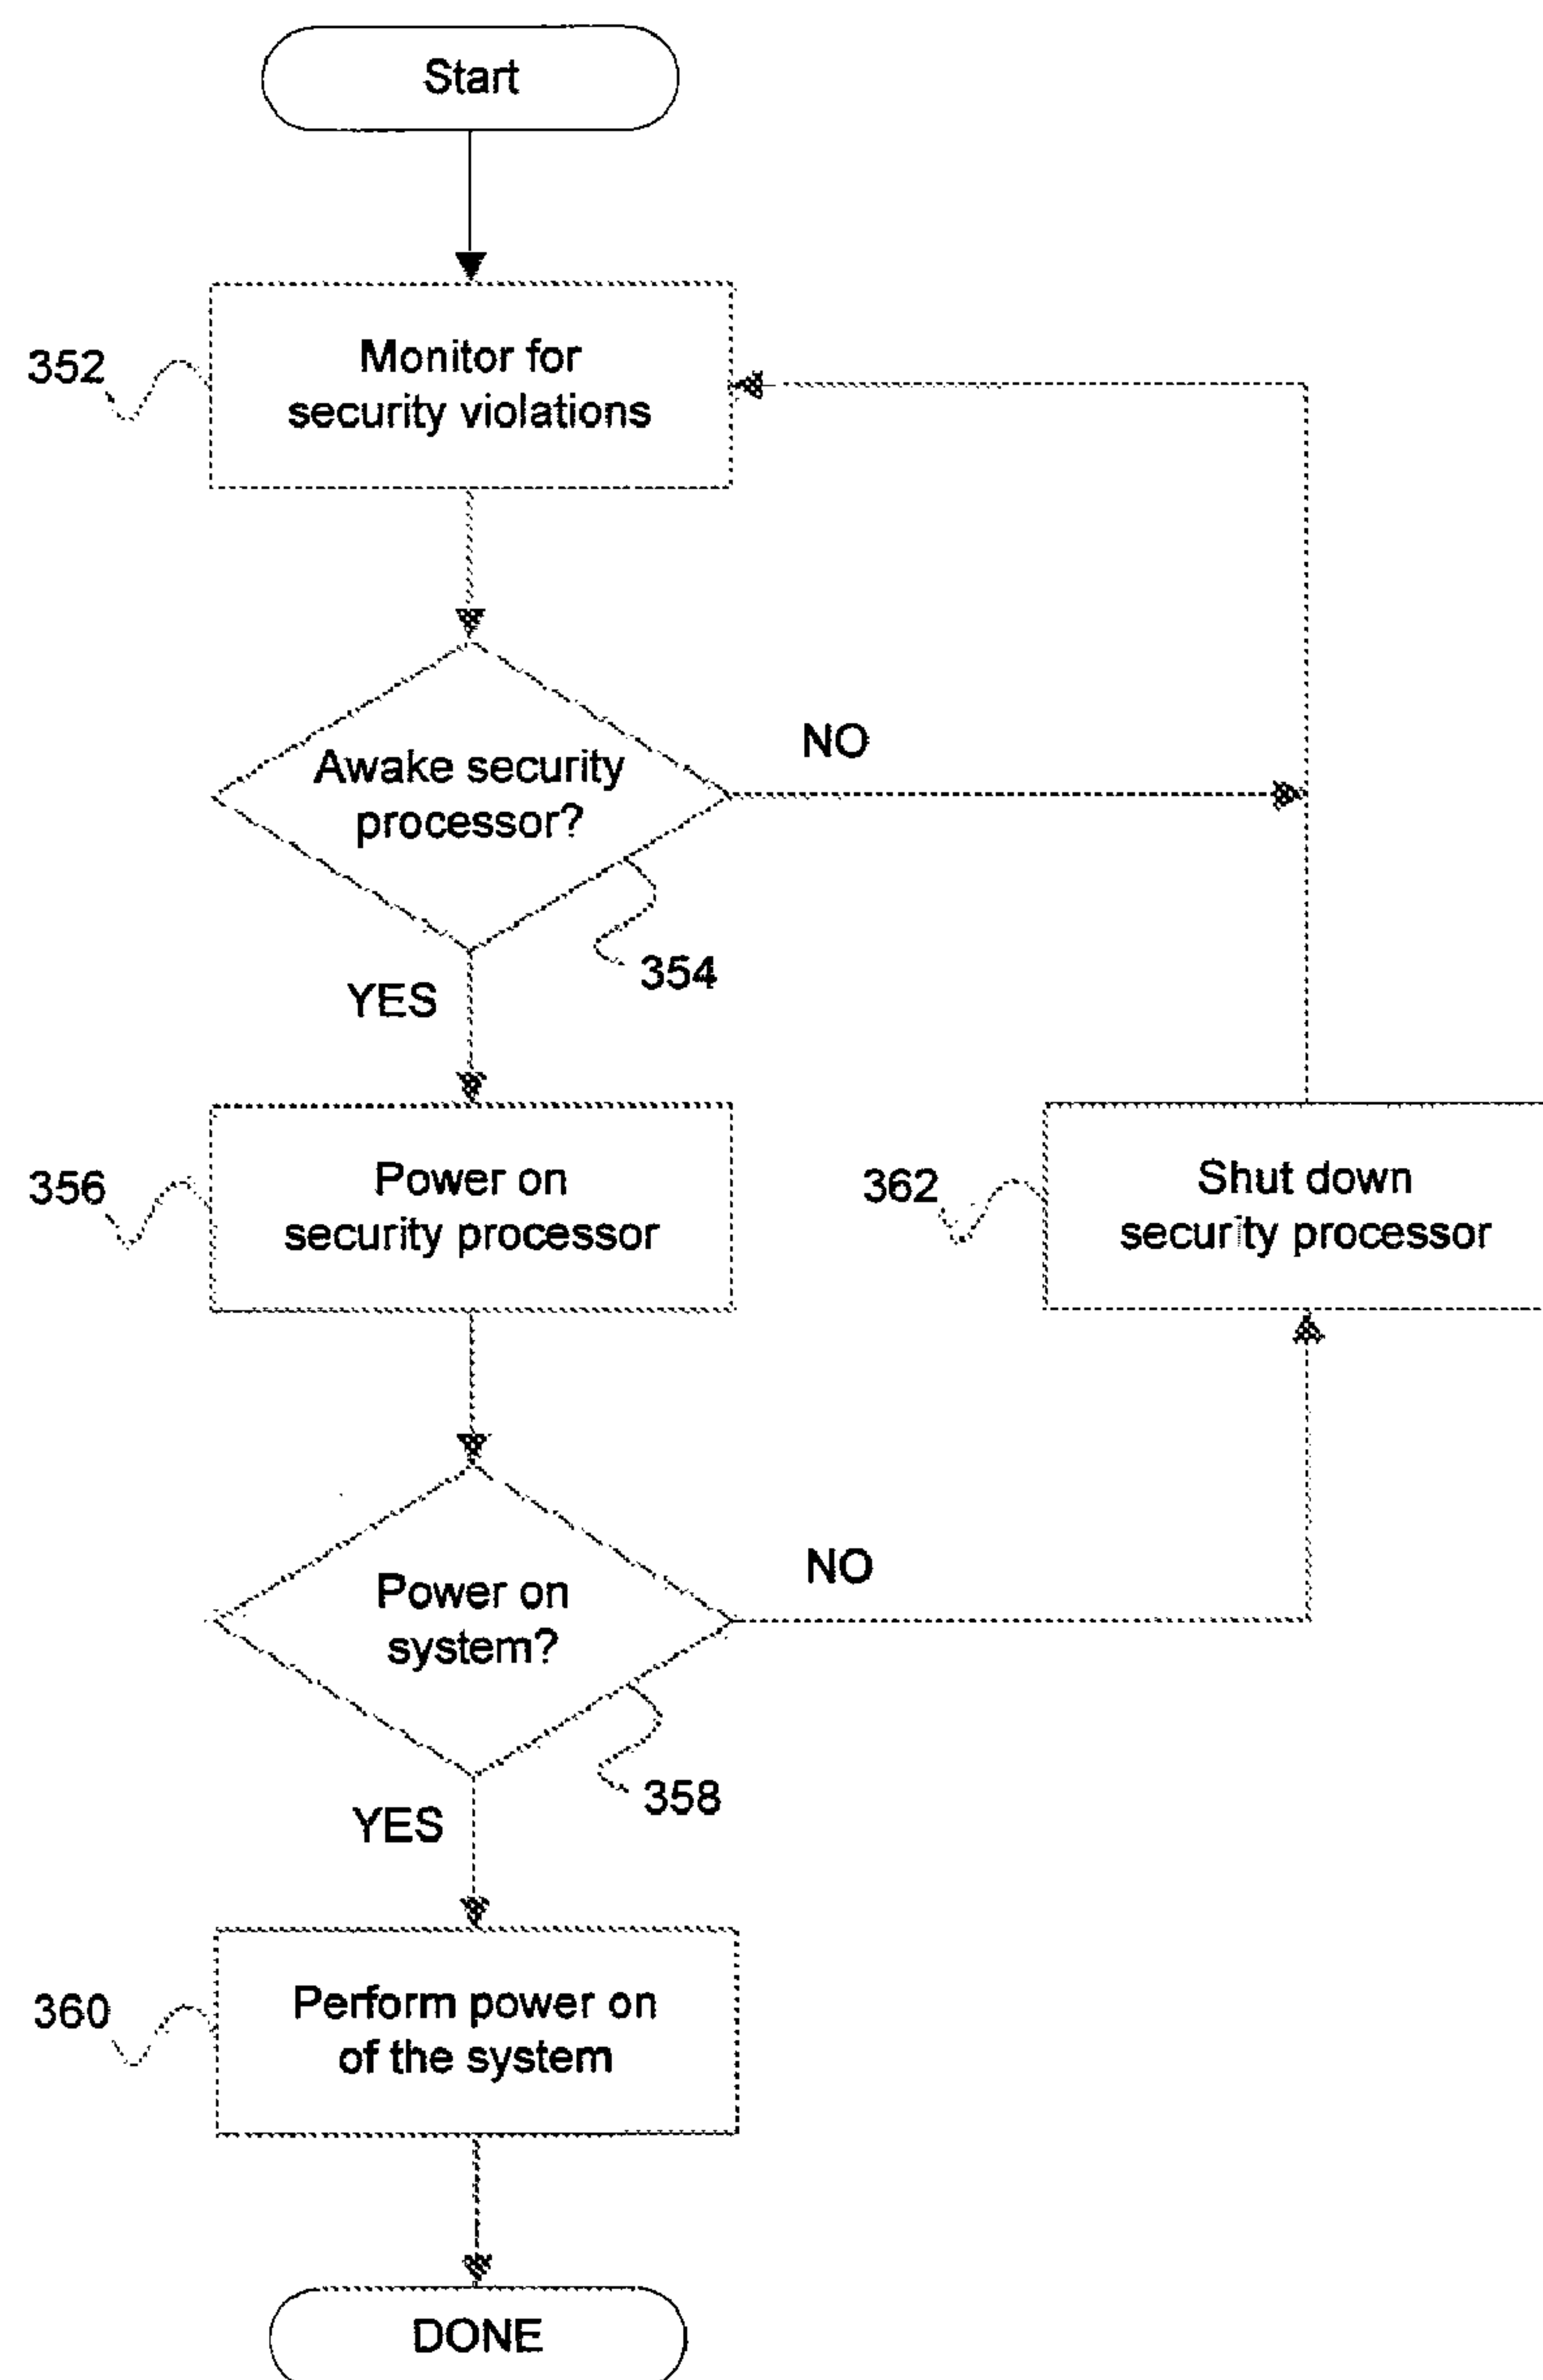 Start
352
Monitor for
security violations
Awake security
processor?
NO
354
YES
356
Power on
security processor
362
Shut down
security processor
Power on
system?
NO
358
YES
360
Perform power on
of the system
DONE